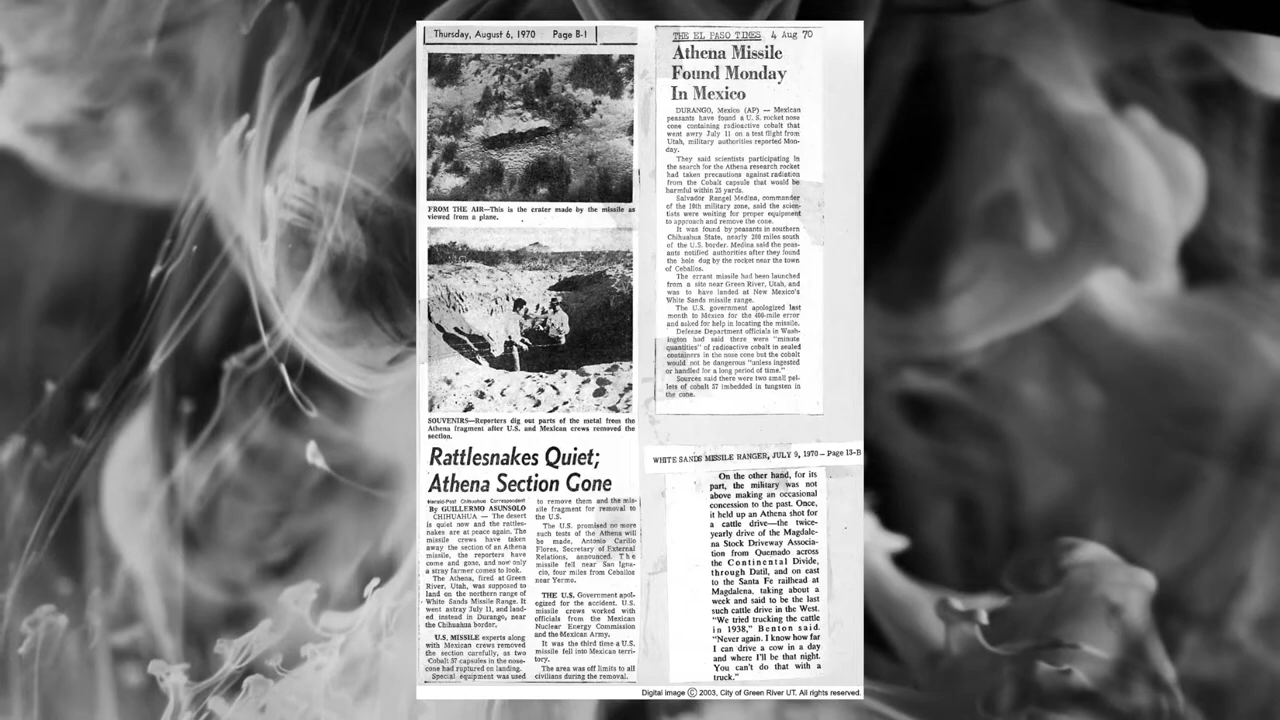 Thursday, August 6, 1970 Page B-1
FROM THE AIR—This is the crater made by the missile as
viewed from a plane.
SOUVENIRS—Reporters dig out parts of the metal from the
Athena fragment after U.S. and Mexican crews removed the
section.
Rattlesnakes Quiet;
Athena Section Gone
Herald-Post Chihuahua Correspondent
By GUILLERMO ASUNSOLO
CHIHUAHUA — The desert
is quiet now and the rattles-
nakes are at peace again. The
missile crews have taken
away the section of an Athena
missile, the reporters have
come and gone, and now only
a stray farmer comes to look.
The Athena, fired at Green
River, Utah, was supposed to
land on the northern range of
White Sands Missile Range. It
went astray July 11, and land-
ed instead in Durango, near
the Chihuahua border,
U.S. MISSILE experts along
with Mexican crews removed
the section carefully, as two
Cobalt 57 capsules in the nose-
cone had ruptured on landing.
Special equipment was used
to remove them and the mis-
sile fragment for removal to
the U.S.
The U.S. promised no more
such tests of the Athena will
be made, Antonio Carillo
Flores, Secretary of External
Relations, announced. The
missile fell near San Igna-
cio, four miles from Ceballos
near Yermo.
THE U.S. Government apol-
ogized for the accident. U.S.
missile crews worked with
officials from the Mexican
Nuclear Energy Commission
and the Mexican Army.
It was the third time a U.S.
missile fell into Mexican terri-
tory.
The area was off limits to all
civilians during the removal.
THE EL PASO TIMES 4 Aug 70
Athena Missile
Found Monday
In Mexico
DURANGO, Mexico (AP) — Mexican
peasants have found a U.S. rocket nose
cone containing radioactive cobalt that
went awry July 11 on a test flight from
Utah, military authorities reported Mon-
day.
They said scientists participating in
the search for the Athena research rocket
had taken precautions against radiation
from the Cobalt capsule that would be
harmful within 25 yards.
Salvador Rangel Medina, commander
of the 10th military zone, said the scien-
tists were waiting for proper equipment
to approach and remove the cone.
It was found by peasants in southern
Chihuahua State, nearly 200 miles south
of the U.S. border. Medina said the peas-
ants notified authorities after they found
the hole dug by the rocket near the town
of Ceballos.
The errant missile had been launched
from a site near Green River, Utah, and
was to have landed at New Mexico's
White Sands missile range.
The U.S. government apologized last
month to Mexico for the 400-mile error
and asked for help in locating the missile.
Defense Department officials in Wash-
ington had said there were "minute
quantities" of radioactive cobalt in sealed
containers in the nose cone but the cobalt
would not be dangerous "unless ingested
or handled for a long period of time."
Sources said there were two small pel-
lets of cobalt 57 imbedded in tungsten in
the cone.
WHITE SANDS MISSILE RANGER, JULY 9, 1970 — Page 13-B
On the other hand, for its
part, the military was not
above making an occasional
concession to the past. Once,
it held up an Athena shot for
a cattle drive—the twice-
yearly drive of the Magdale-
na Stock Driveway Associa-
tion from Quemado across
the Continental Divide,
through Datil, and on east
to the Santa Fe railhead at
Magdalena, taking about a
week and said to be the last
such cattle drive in the West.
"We tried trucking the cattle
in 1938," Benton said.
"Never again. I know how far
I can drive a cow in a day
and where I'll be that night.
You can't do that with a
truck."
Digital image © 2003, City of Green River UT. All rights reserved.